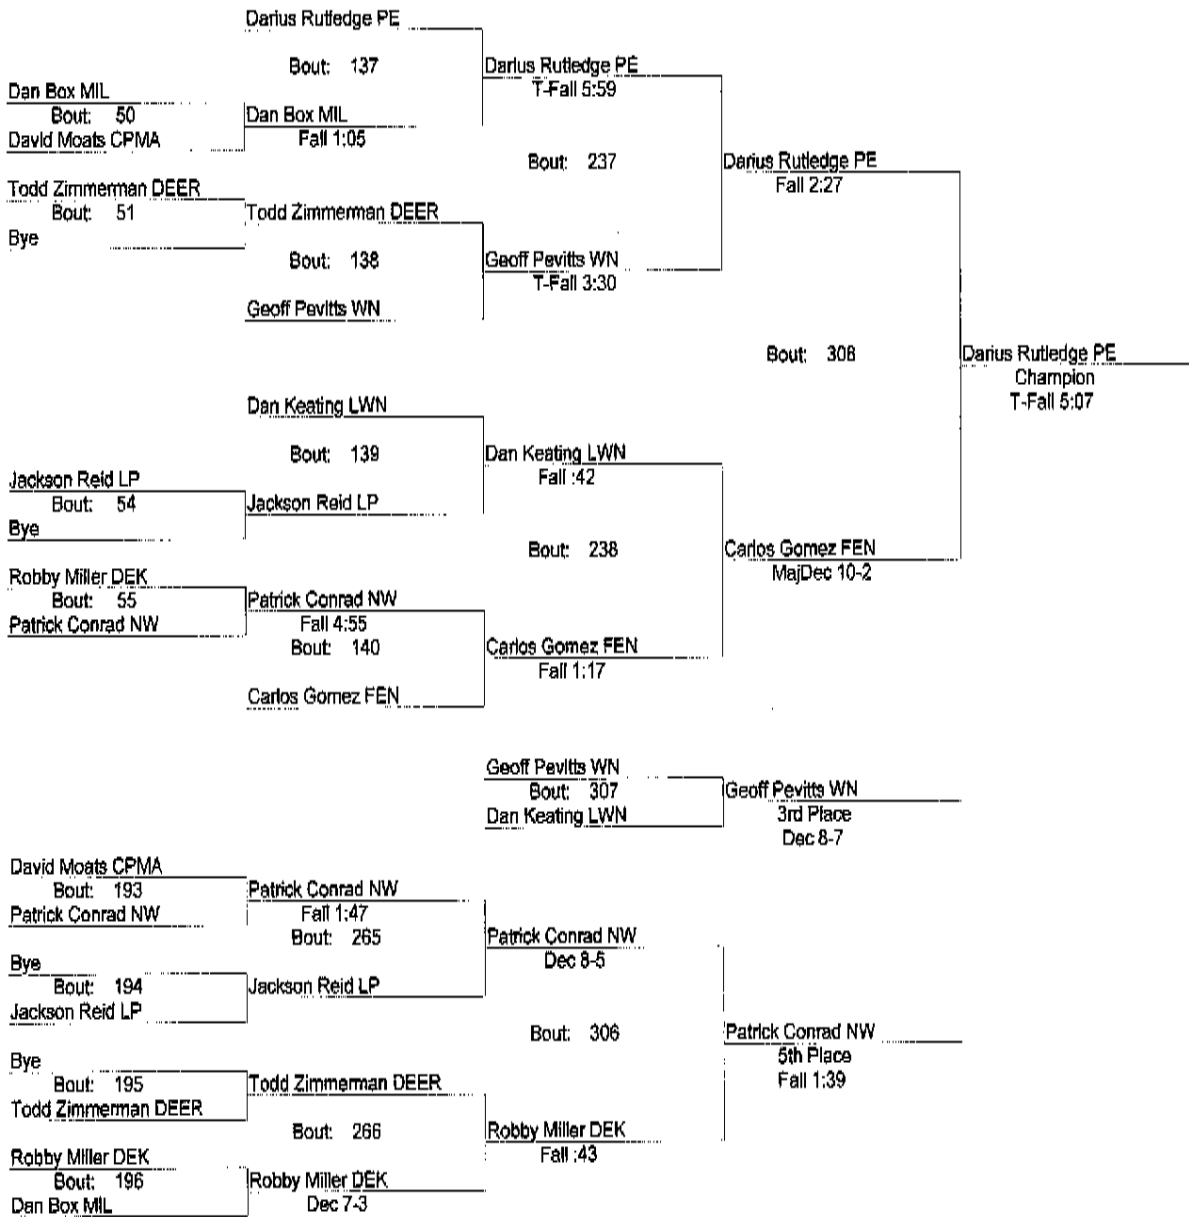 Darius Rutledge PE
Bout: 137
Darius Rutledge PE
T-Fall 5:59
Dan Box MIL
Bout: 50
David Moats CPMA
Dan Box MIL
Fall 1:05
Bout: 237
Darius Rutledge PE
Fall 2:27
Todd Zimmerman DEER
Bout: 51
Bye
Todd Zimmerman DEER
Bout: 138
Geoff Pevitts WN
Geoff Pevitts WN
T-Fall 3:30
Bout: 308
Darius Rutledge PE
Champion
T-Fall 5:07
Dan Keating LWN
Bout: 139
Dan Keating LWN
Fall :42
Jackson Reid LP
Bout: 54
Bye
Jackson Reid LP
Bout: 238
Carlos Gomez FEN
MajDec 10-2
Robby Miller DEK
Bout: 55
Patrick Conrad NW
Patrick Conrad NW
Fall 4:55
Bout: 140
Carlos Gomez FEN
Carlos Gomez FEN
Fall 1:17
Geoff Pevitts WN
Bout: 307
Dan Keating LWN
Geoff Pevitts WN
3rd Place
Dec 8-7
David Moats CPMA
Bout: 193
Patrick Conrad NW
Patrick Conrad NW
Fall 1:47
Bout: 265
Patrick Conrad NW
Dec 8-5
Bye
Bout: 194
Jackson Reid LP
Jackson Reid LP
Bout: 306
Patrick Conrad NW
5th Place
Fall 1:39
Bye
Bout: 195
Todd Zimmerman DEER
Todd Zimmerman DEER
Bout: 266
Robby Miller DEK
Fall :43
Robby Miller DEK
Bout: 196
Dan Box MIL
Robby Miller DEK
Dec 7-3